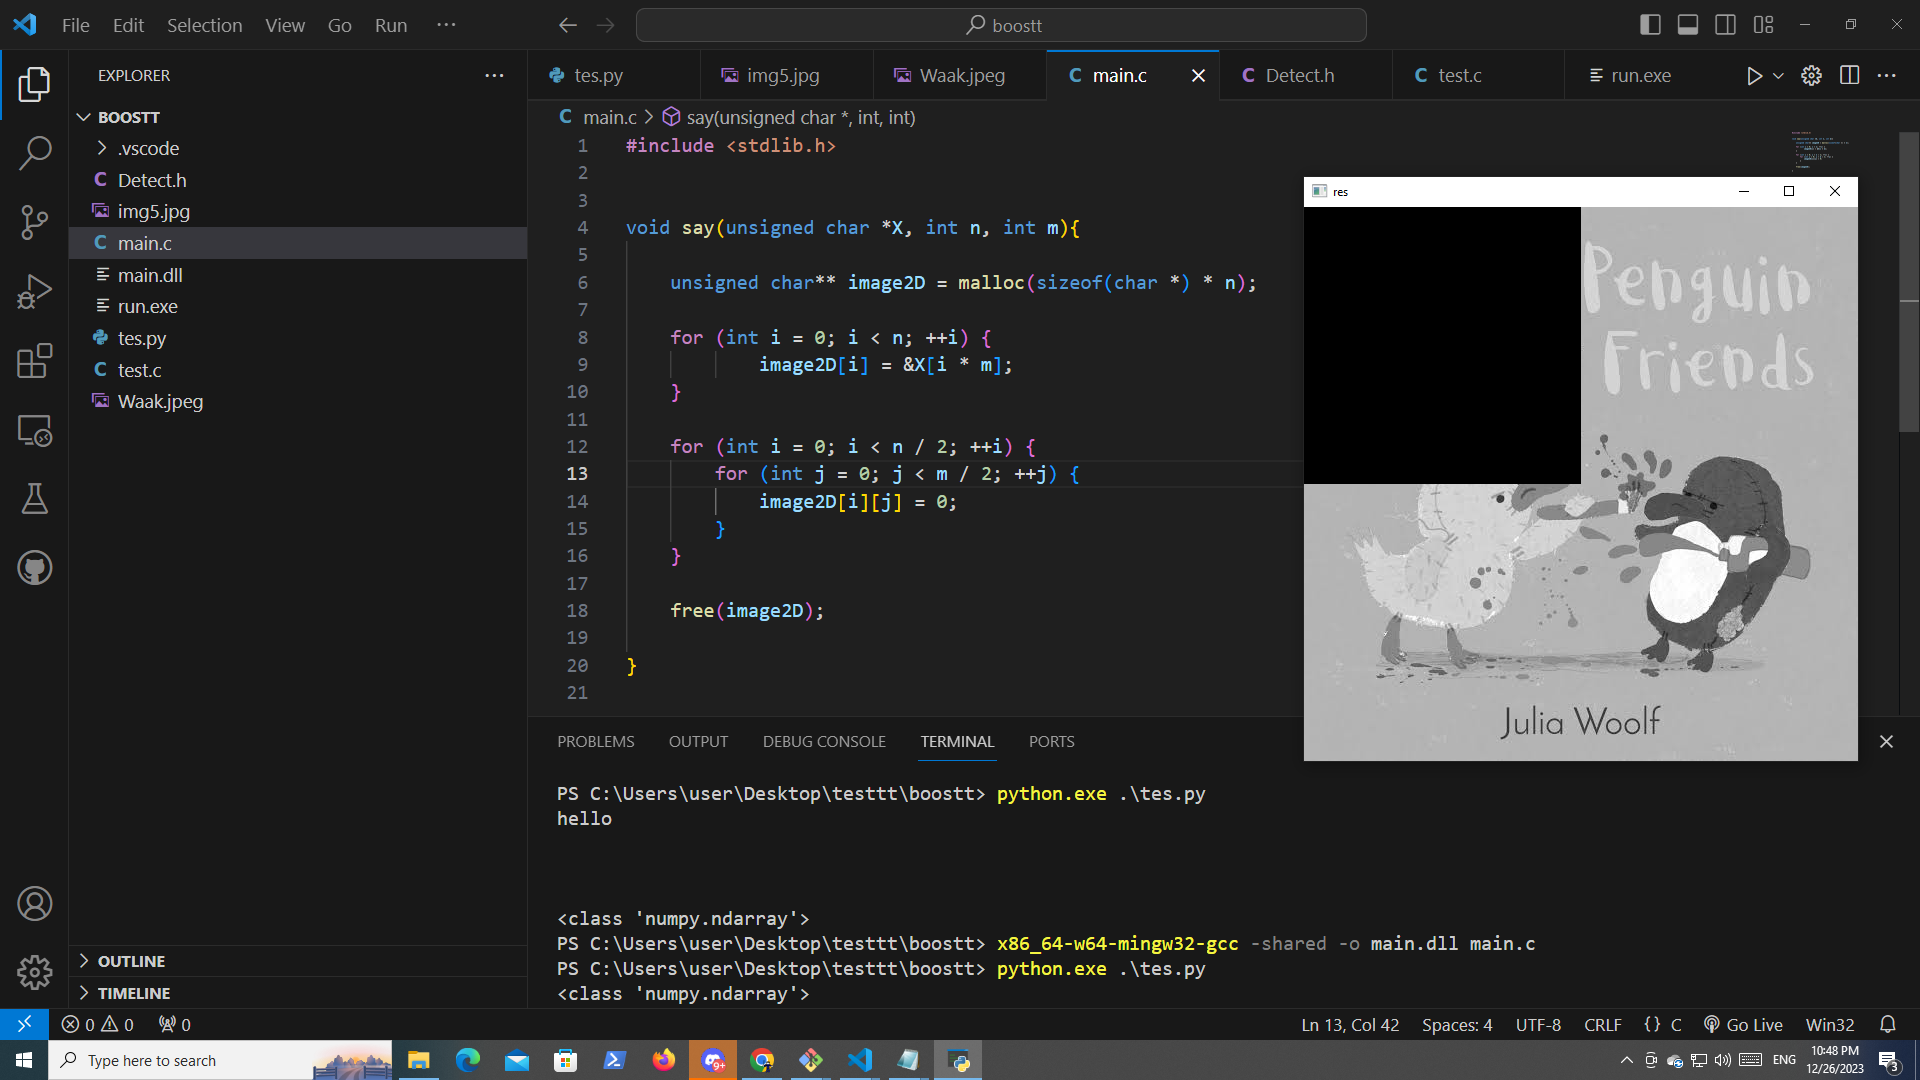 File Edit Selection View Go Run ···
boostt
EXPLORER
BOOSTT
.vscode
Detect.h
img5.jpg
main.c
main.dll
run.exe
tes.py
test.c
Waak.jpeg
OUTLINE
TIMELINE
tes.py img5.jpg Waak.jpeg main.c Detect.h test.c run.exe
main.c > say(unsigned char *, int, int)
1 #include <stdlib.h>
2
3
4 void say(unsigned char *X, int n, int m){
5
6 unsigned char** image2D = malloc(sizeof(char *) * n);
7
8 for (int i = 0; i < n; ++i) {
9 image2D[i] = &X[i * m];
10 }
11
12 for (int i = 0; i < n / 2; ++i) {
13 for (int j = 0; j < m / 2; ++j) {
14 image2D[i][j] = 0;
15 }
16 }
17
18 free(image2D);
19
20 }
21
res
Penguin
Friends
Julia Woolf
PROBLEMS OUTPUT DEBUG CONSOLE TERMINAL PORTS
PS C:\Users\user\Desktop\testtt\boostt> python.exe .\tes.py
hello
<class 'numpy.ndarray'>
PS C:\Users\user\Desktop\testtt\boostt> x86_64-w64-mingw32-gcc -shared -o main.dll main.c
PS C:\Users\user\Desktop\testtt\boostt> python.exe .\tes.py
<class 'numpy.ndarray'>
0 0 0 Ln 13, Col 42 Spaces: 4 UTF-8 CRLF {} C Go Live Win32
Type here to search
9+
ENG
10:48 PM
12/26/2023
3